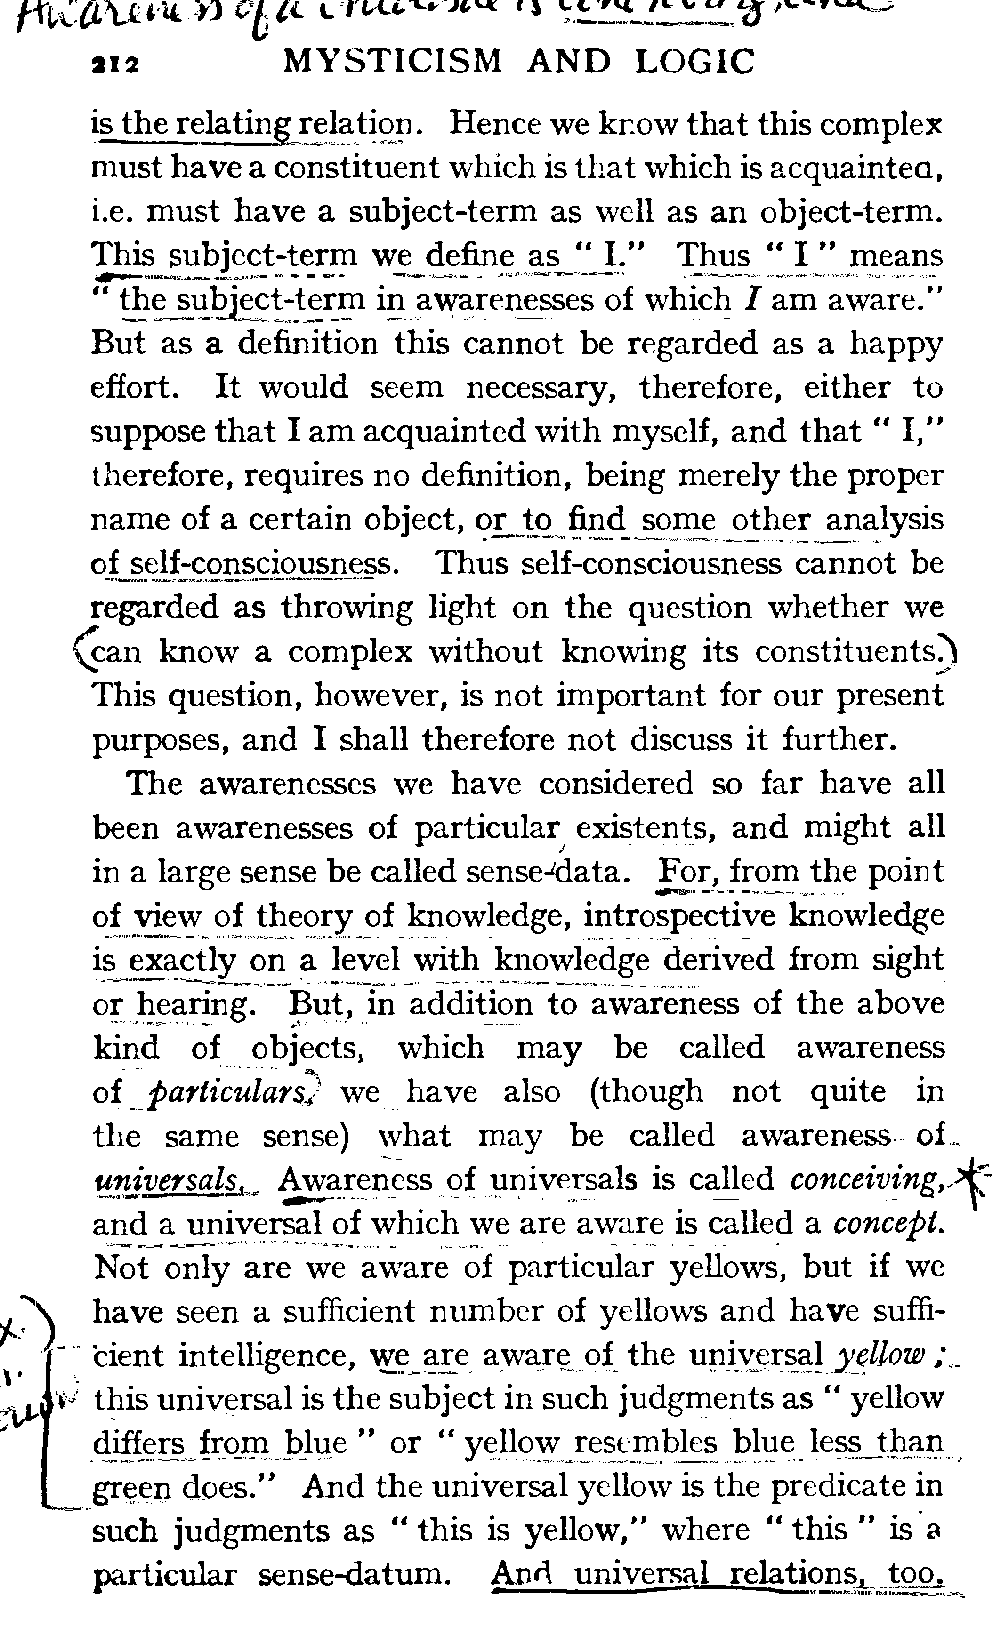 212 MYSTICISM AND LOGIC
is the relating relation. Hence we know that this complex
must have a constituent which is that which is acquainted,
i.e. must have a subject-term as well as an object-term.
This subject-term we define as “ I.” Thus “ I ” means
“ the subject-term in awarenesses of which I am aware.”
But as a definition this cannot be regarded as a happy
effort. It would seem necessary, therefore, either to
suppose that I am acquainted with myself, and that “ I,”
therefore, requires no definition, being merely the proper
name of a certain object, or to find some other analysis
of self-consciousness. Thus self-consciousness cannot be
regarded as throwing light on the question whether we
can know a complex without knowing its constituents.
This question, however, is not important for our present
purposes, and I shall therefore not discuss it further.
The awarenesses we have considered so far have all
been awarenesses of particular existents, and might all
in a large sense be called sense-data. For, from the point
of view of theory of knowledge, introspective knowledge
is exactly on a level with knowledge derived from sight
or hearing. But, in addition to awareness of the above
kind of objects, which may be called awareness
of particulars, we have also (though not quite in
the same sense) what may be called awareness of
universals. Awareness of universals is called conceiving,
and a universal of which we are aware is called a concept.
Not only are we aware of particular yellows, but if we
have seen a sufficient number of yellows and have suffi-
cient intelligence, we are aware of the universal yellow ;
this universal is the subject in such judgments as “ yellow
differs from blue ” or “ yellow resembles blue less than
green does.” And the universal yellow is the predicate in
such judgments as “ this is yellow,” where “ this ” is a
particular sense-datum. And universal relations, too,